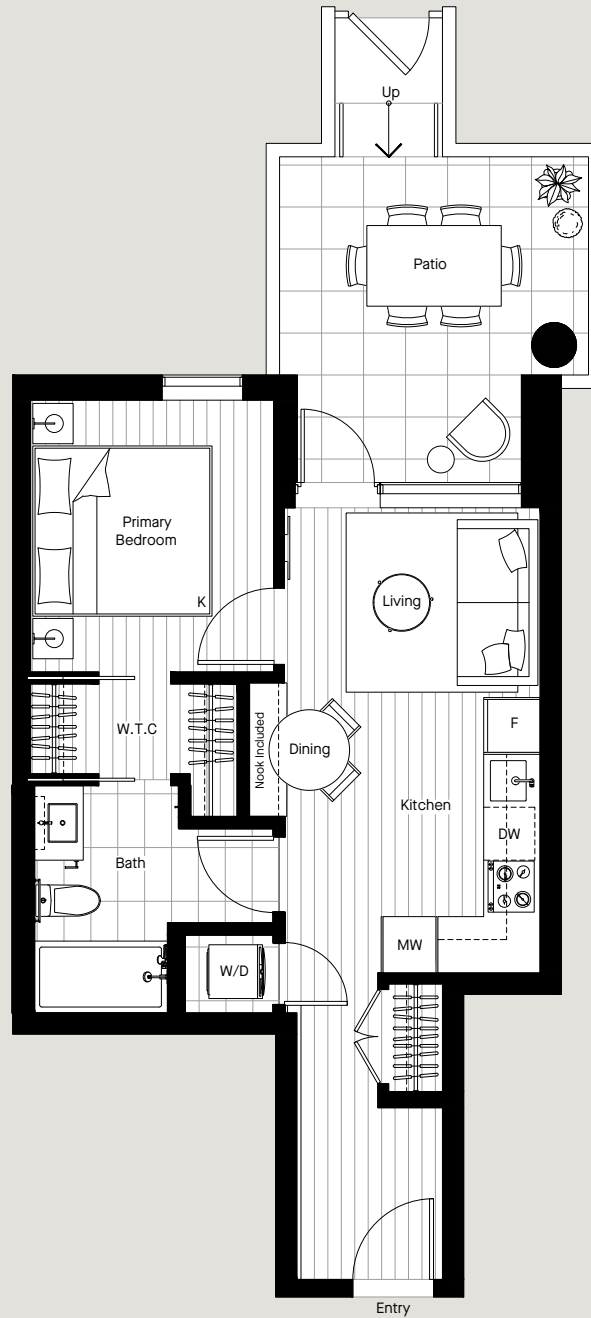 Up
Patio
Primary
Bedroom
K
Living
W.T.C
F
Nook Included
Dining
Kitchen
DW
Bath
MW
W/D
Entry